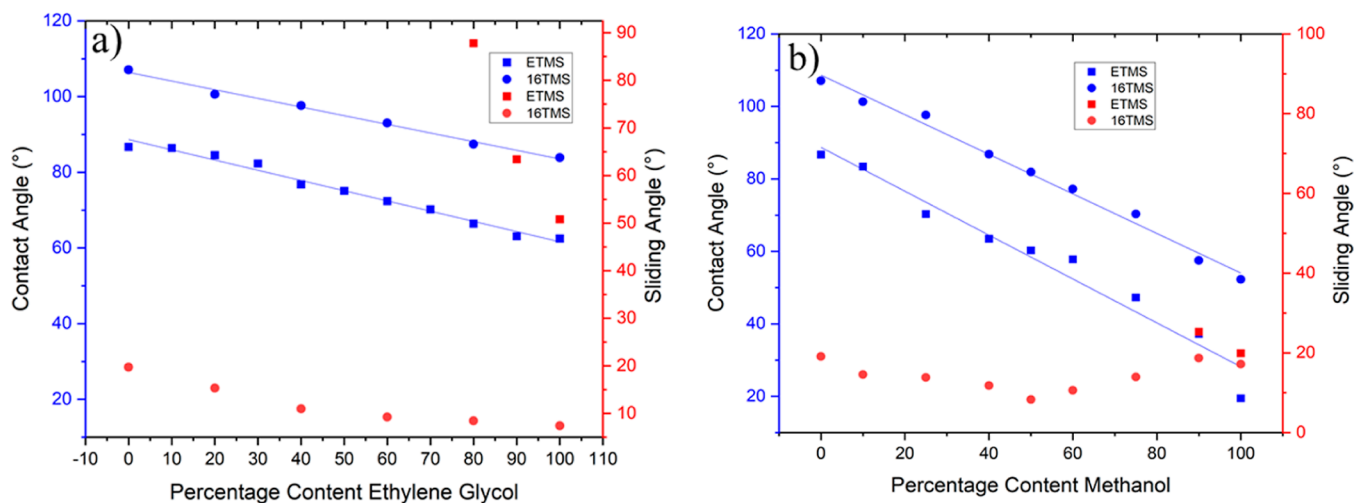 a)
120
100
80
60
40
20
Contact Angle (°)
ETMS
16TMS
ETMS
16TMS
90
80
70
60
50
40
30
20
10
Sliding Angle (°)
-10 0 10 20 30 40 50 60 70 80 90 100 110
Percentage Content Ethylene Glycol
b)
120
100
80
60
40
20
Contact Angle (°)
ETMS
16TMS
ETMS
16TMS
100
80
60
40
20
0
Sliding Angle (°)
0 20 40 60 80 100
Percentage Content Methanol